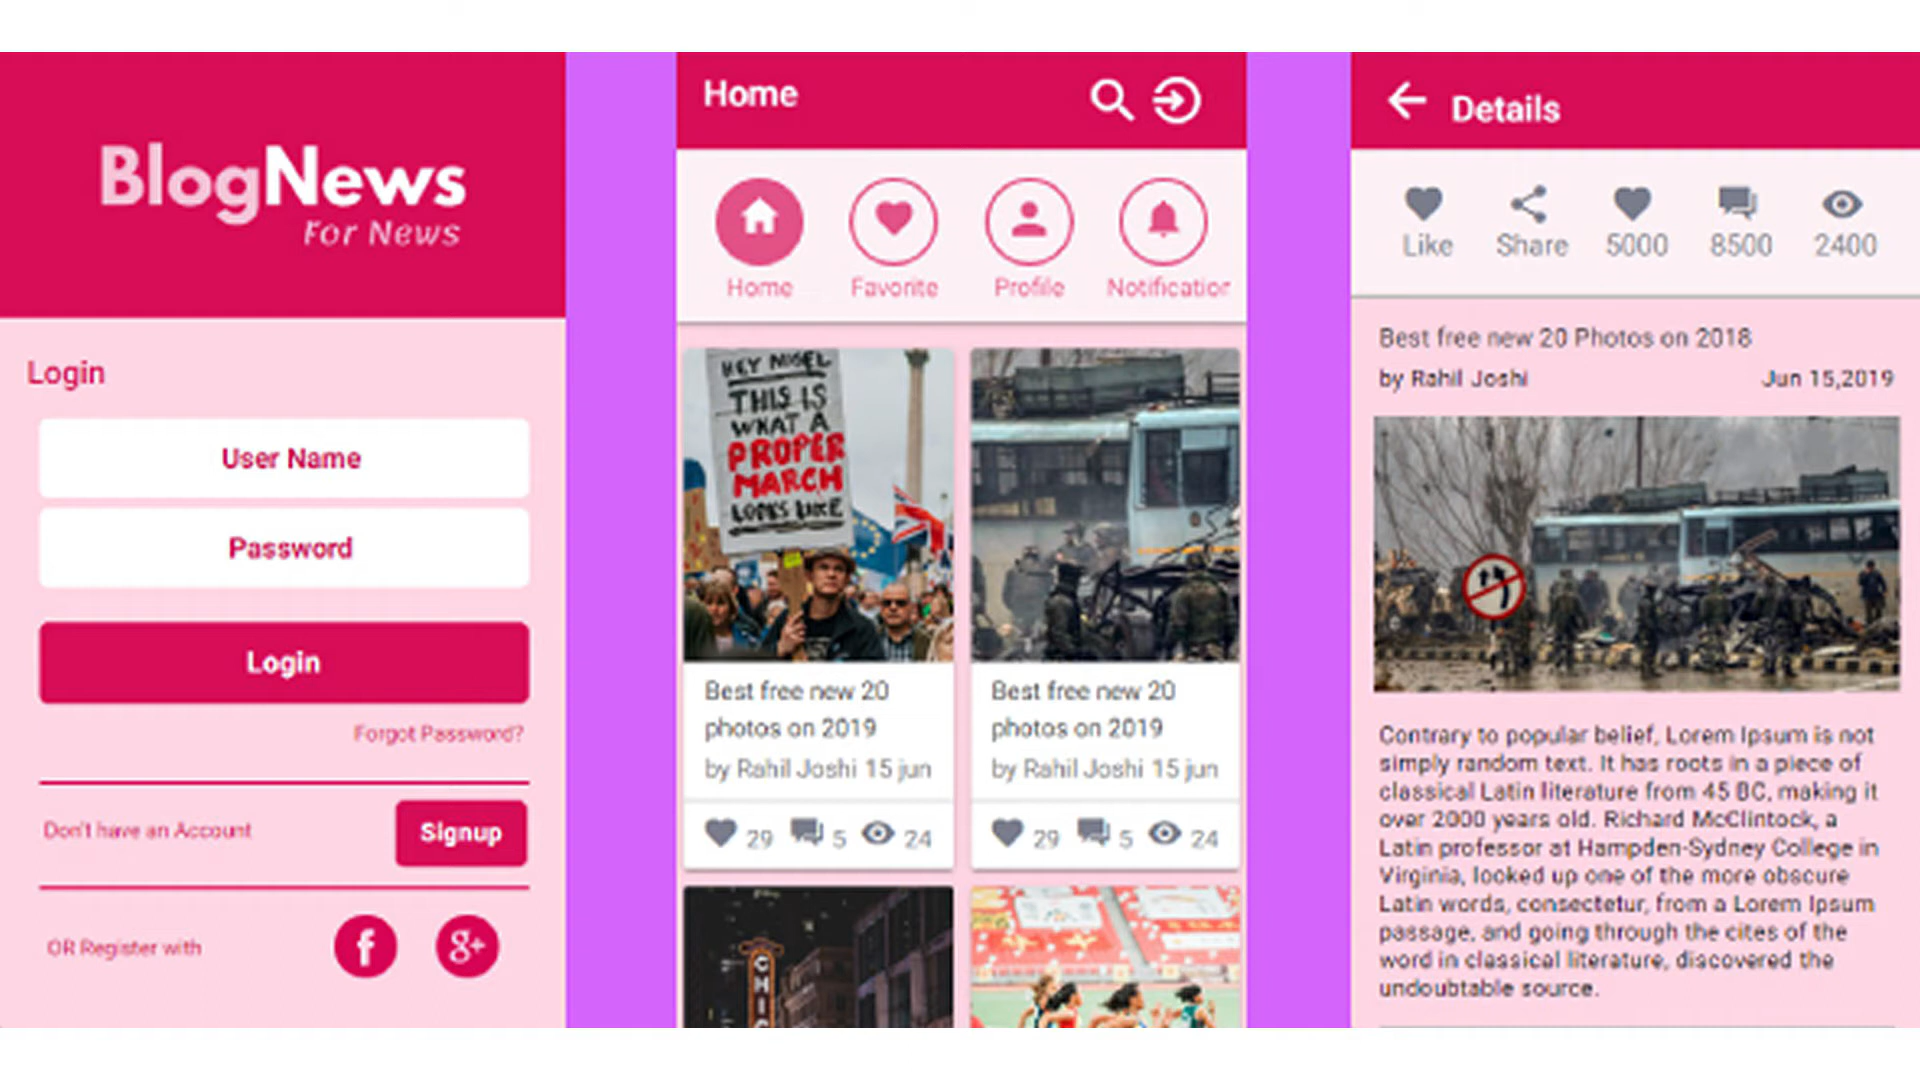 BlogNews
For News
Login
User Name
Password
Login
Forgot Password?
Don't have an Account
Signup
OR Register with
f
g+
Home
Home
Favorite
Profile
Notification
HEY NIGEL
THIS IS
WHAT A
PROPER
MARCH
LOOKS LIKE
Best free new 20
photos on 2019
by Rahil Joshi 15 jun
29 5 24
Best free new 20
photos on 2019
by Rahil Joshi 15 jun
29 5 24
CHIC
Details
Like Share 5000 8500 2400
Best free new 20 Photos on 2018
by Rahil Joshi Jun 15,2019
Contrary to popular belief, Lorem Ipsum is not
simply random text. It has roots in a piece of
classical Latin literature from 45 BC, making it
over 2000 years old. Richard McClintock, a
Latin professor at Hampden-Sydney College in
Virginia, looked up one of the more obscure
Latin words, consectetur, from a Lorem Ipsum
passage, and going through the cites of the
word in classical literature, discovered the
undoubtable source.